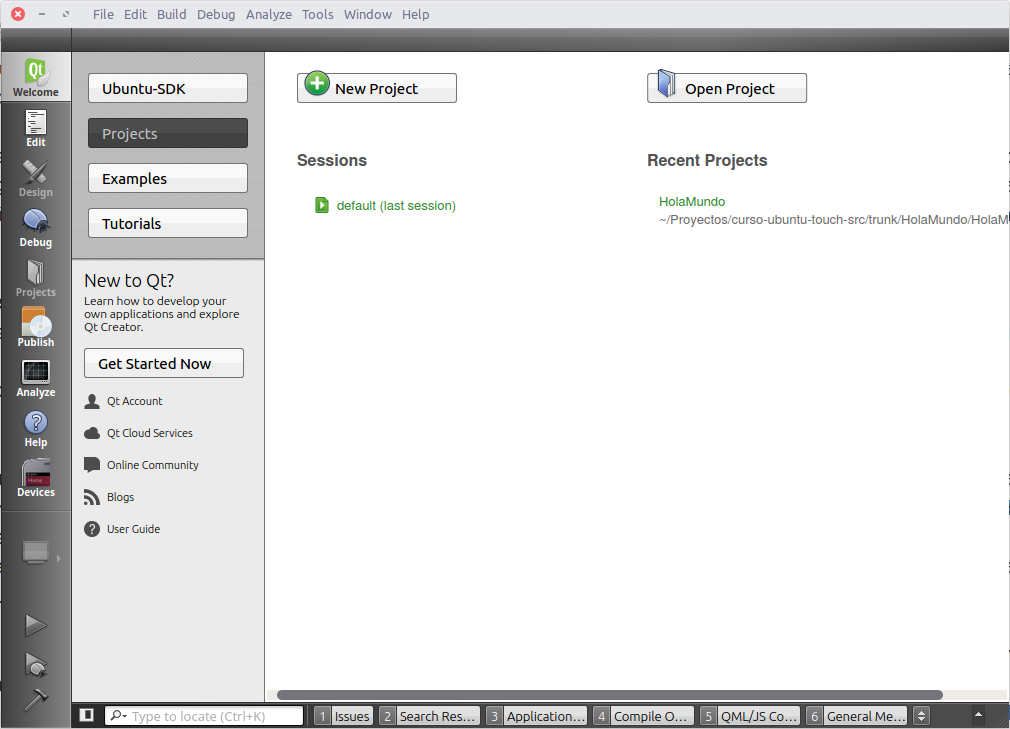 File Edit Build Debug Analyze Tools Window Help
Qt
Welcome
Edit
Design
Debug
Projects
Publish
Analyze
Help
Devices
Ubuntu-SDK
Projects
Examples
Tutorials
New to Qt?
Learn how to develop your
own applications and explore
Qt Creator.
Get Started Now
Qt Account
Qt Cloud Services
Online Community
Blogs
User Guide
New Project
Open Project
Sessions
default (last session)
Recent Projects
HolaMundo
~/Proyectos/curso-ubuntu-touch-src/trunk/HolaMundo/HolaM
Type to locate (Ctrl+K)
1 Issues
2 Search Res...
3 Application...
4 Compile O...
5 QML/JS Co...
6 General Me...